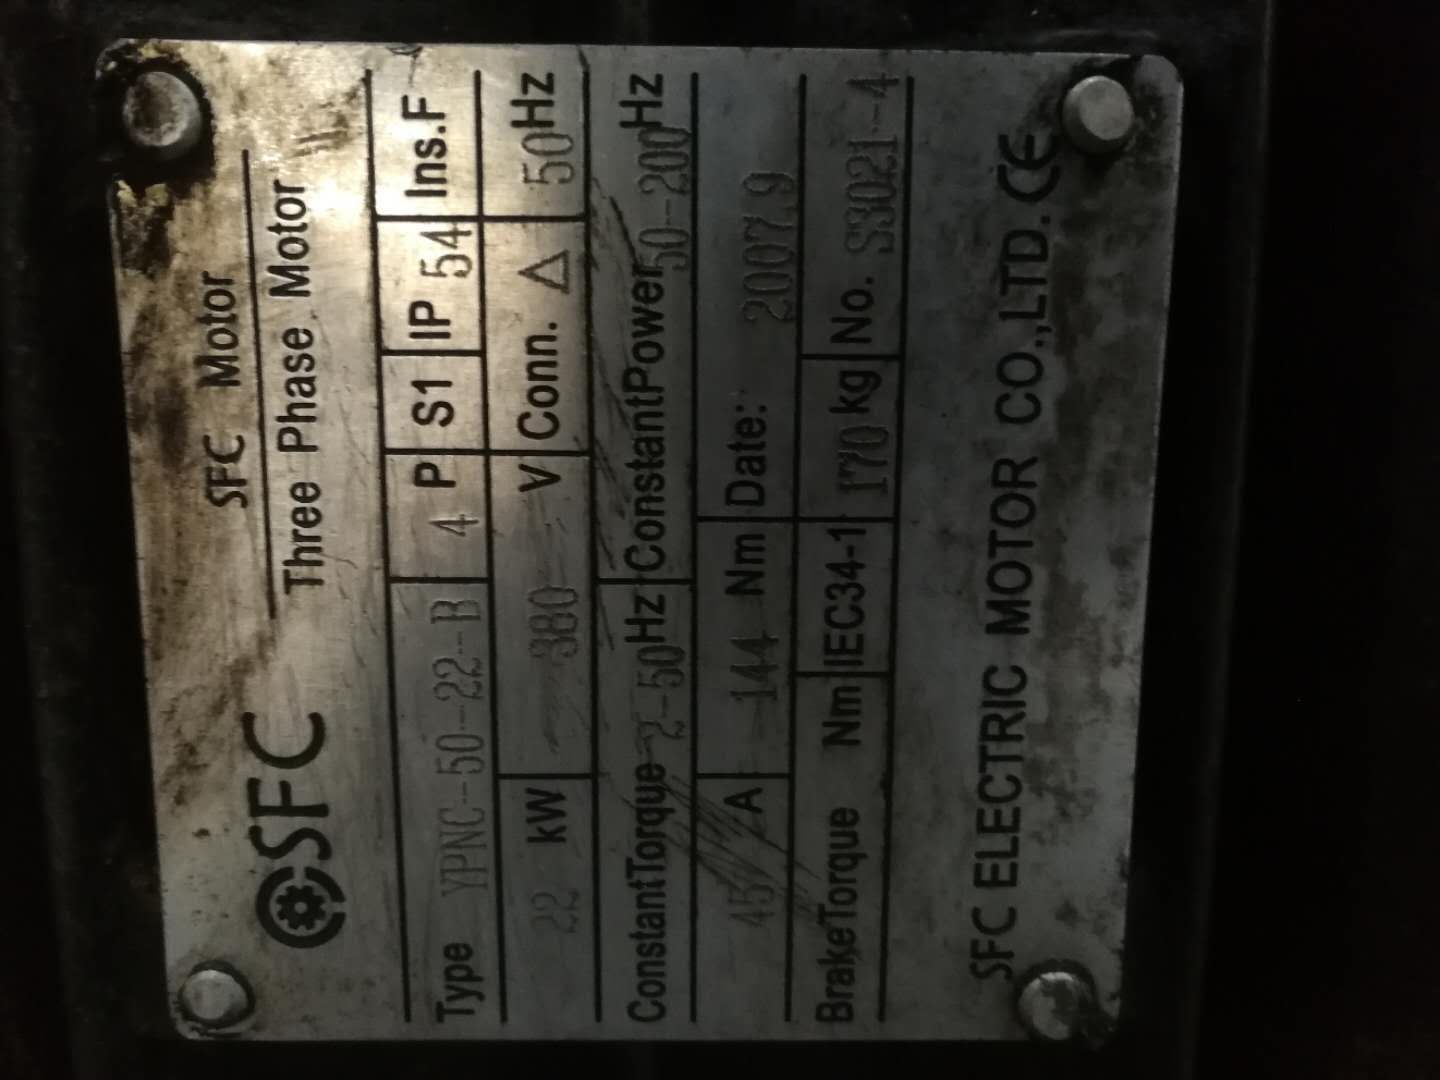 SFC
SFC Motor
Three Phase Motor
Type YPNC-50-22-B 4 P S1 IP 54 Ins.F
22 kW 380 V Conn. △ 50Hz
ConstantTorque 2-50Hz ConstantPower 50-200Hz
45 A 144 Nm Date: 2007.9
BrakeTorque Nm IEC34-1 170 kg No. S3021-4
SFC ELECTRIC MOTOR CO.,LTD. CE